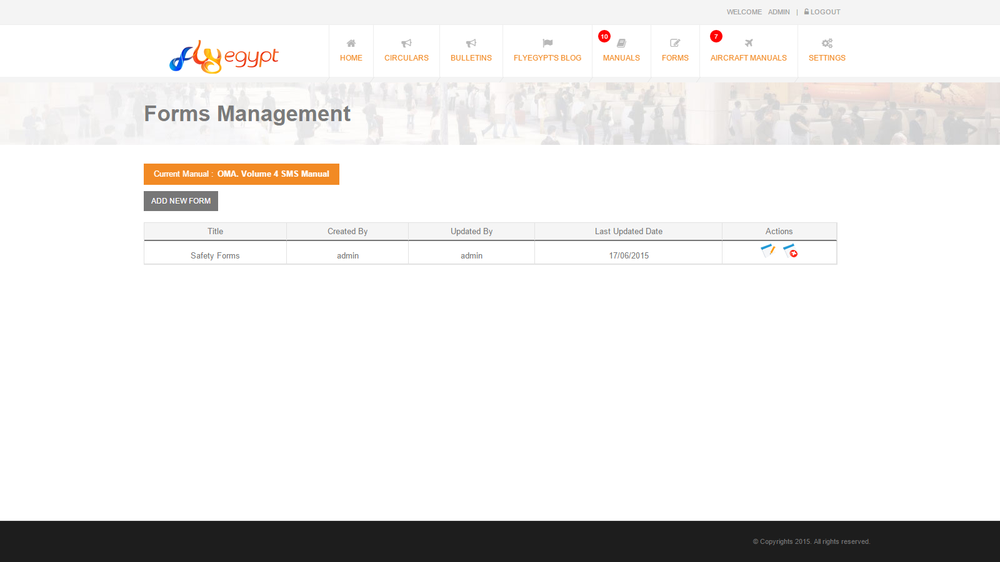 WELCOME ADMIN | LOGOUT
fly egypt
10
7
HOME CIRCULARS BULLETINS FLYEGYPT'S BLOG MANUALS FORMS AIRCRAFT MANUALS SETTINGS
Forms Management
Current Manual : OMA. Volume 4 SMS Manual
ADD NEW FORM
Title Created By Updated By Last Updated Date Actions
Safety Forms admin admin 17/06/2015
© Copyrights 2015. All rights reserved.